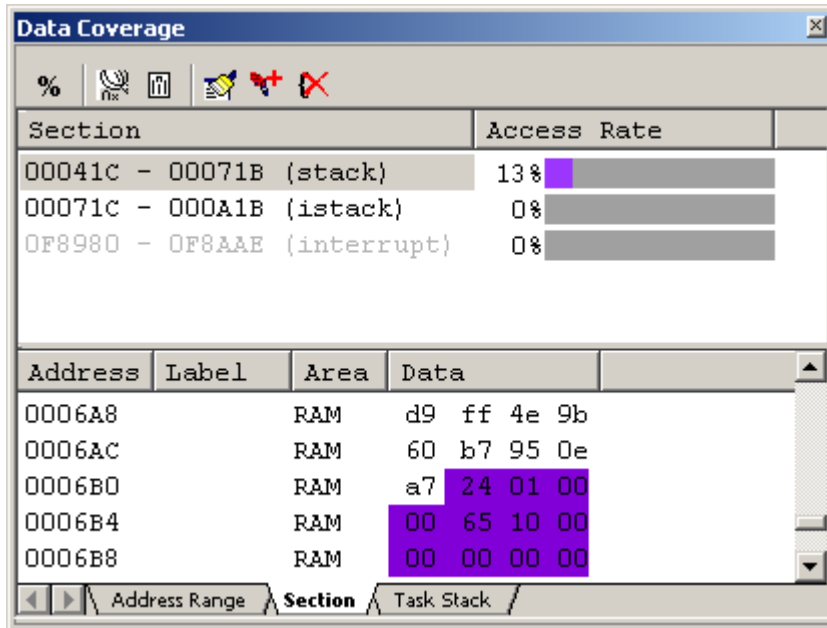 Data Coverage
%
Section Access Rate
00041C - 00071B (stack) 13%
00071C - 000A1B (istack) 0%
0F8980 - 0F8AAE (interrupt) 0%
Address Label Area Data
0006A8 RAM d9 ff 4e 9b
0006AC RAM 60 b7 95 0e
0006B0 RAM a7 24 01 00
0006B4 RAM 00 65 10 00
0006B8 RAM 00 00 00 00
Address Range Section Task Stack